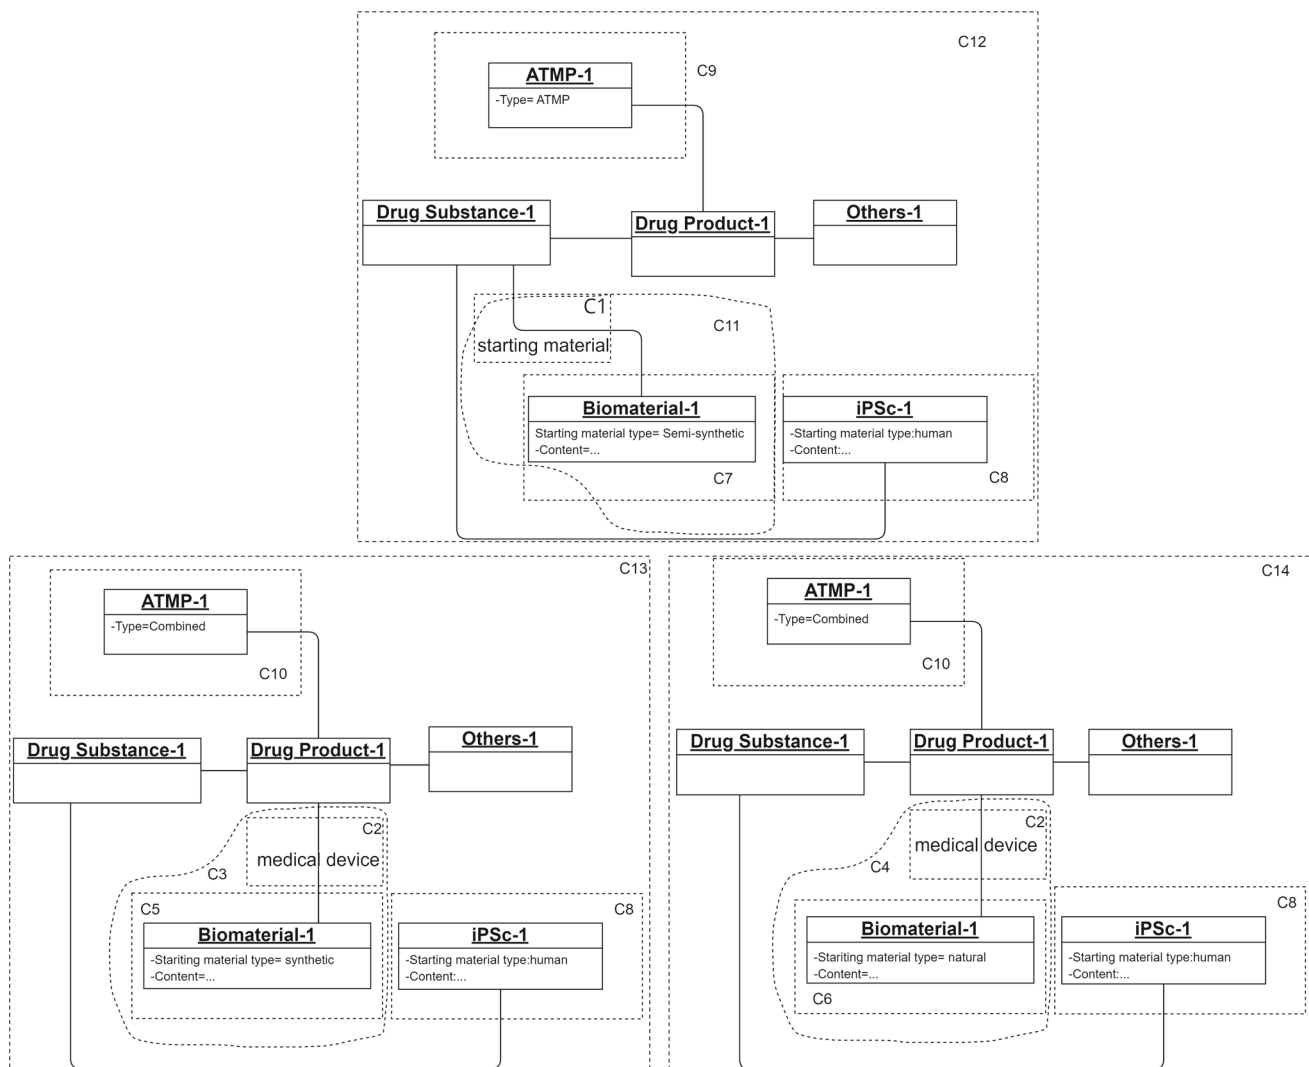 C12
C9
ATMP-1
-Type= ATMP
Drug Substance-1
Drug Product-1
Others-1
C1
starting material
C11
Biomaterial-1
Starting material type= Semi-synthetic
-Content=...
C7
iPSc-1
-Starting material type:human
-Content:...
C8
C13
ATMP-1
-Type=Combined
C10
Drug Substance-1
Drug Product-1
Others-1
C2
medical device
C3
C5
Biomaterial-1
-Stariting material type= synthetic
-Content=...
C8
iPSc-1
-Starting material type:human
-Content:...
C14
ATMP-1
-Type=Combined
C10
Drug Substance-1
Drug Product-1
Others-1
C2
medical device
C4
Biomaterial-1
-Stariting material type= natural
-Content=...
C6
C8
iPSc-1
-Starting material type:human
-Content:...